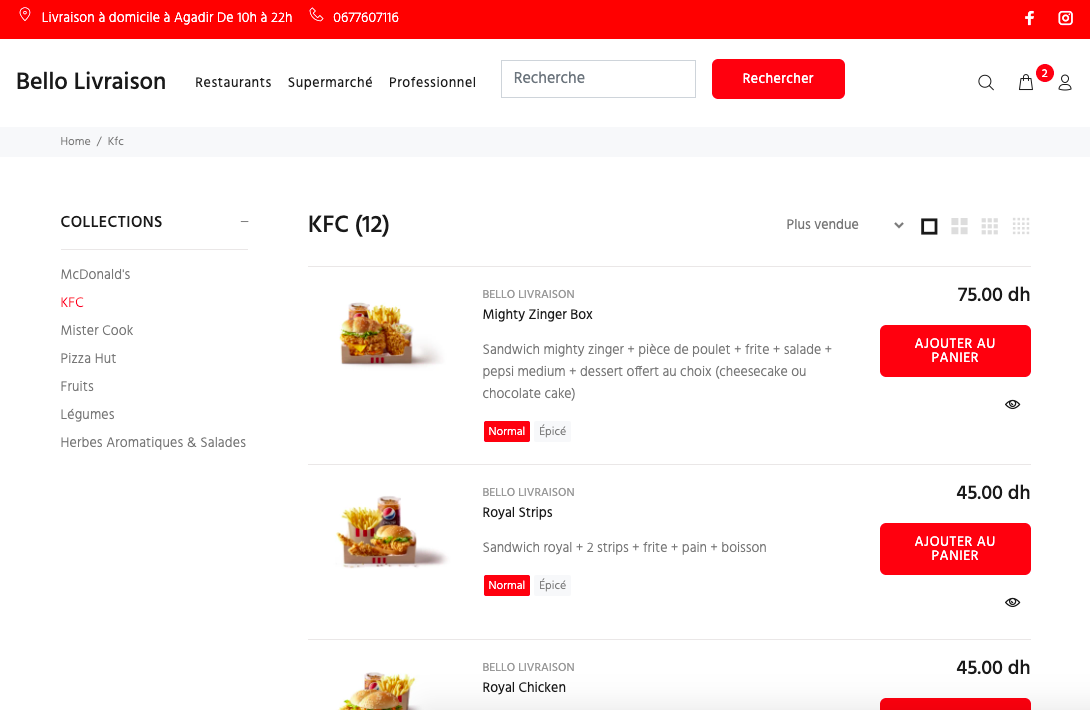 Livraison à domicile à Agadir De 10h à 22h
0677607116
Bello Livraison
Restaurants
Supermarché
Professionnel
Recherche
Rechercher
2
Home / Kfc
COLLECTIONS
McDonald's
KFC
Mister Cook
Pizza Hut
Fruits
Légumes
Herbes Aromatiques & Salades
KFC (12)
Plus vendue
BELLO LIVRAISON
Mighty Zinger Box
Sandwich mighty zinger + pièce de poulet + frite + salade +
pepsi medium + dessert offert au choix (cheesecake ou
chocolate cake)
Normal
Épicé
75.00 dh
AJOUTER AU
PANIER
BELLO LIVRAISON
Royal Strips
Sandwich royal + 2 strips + frite + pain + boisson
Normal
Épicé
45.00 dh
AJOUTER AU
PANIER
BELLO LIVRAISON
Royal Chicken
45.00 dh